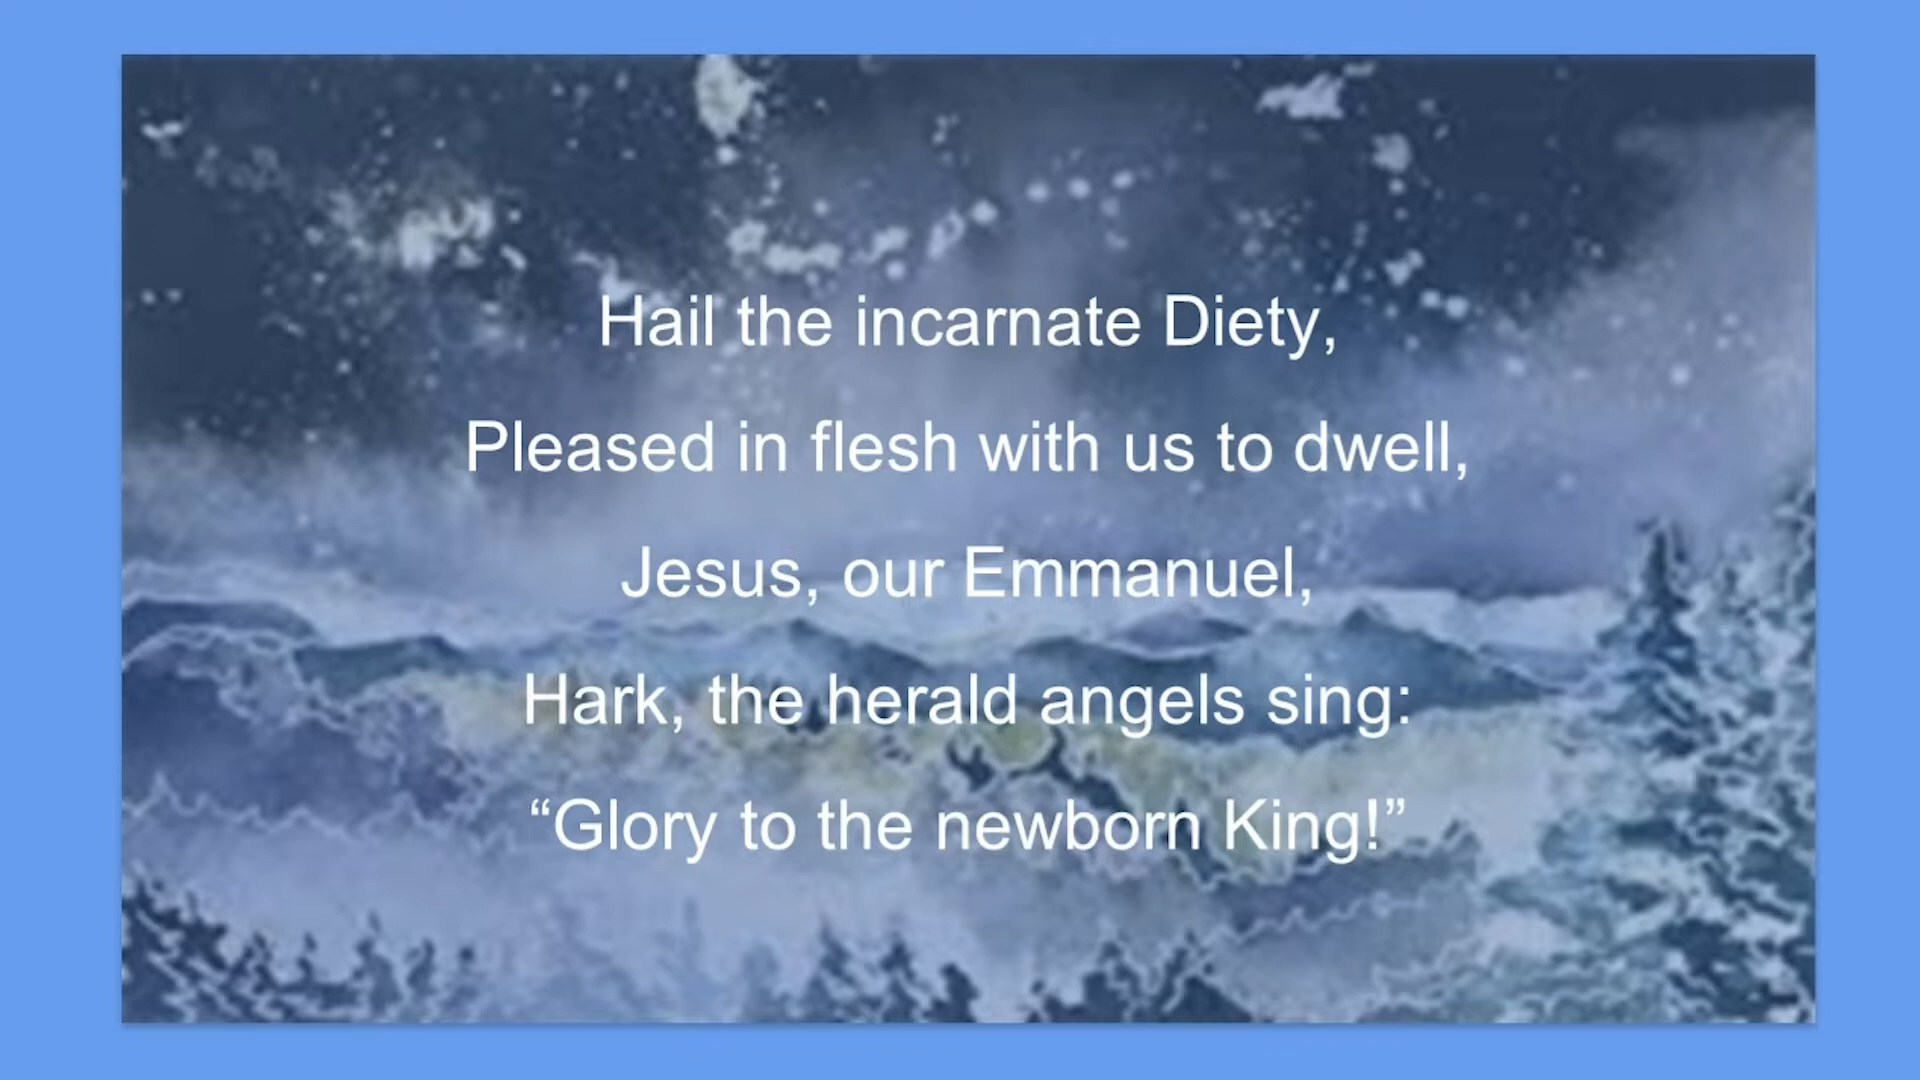 Hail the incarnate Diety,
Pleased in flesh with us to dwell,
Jesus, our Emmanuel,
Hark, the herald angels sing:
“Glory to the newborn King!”